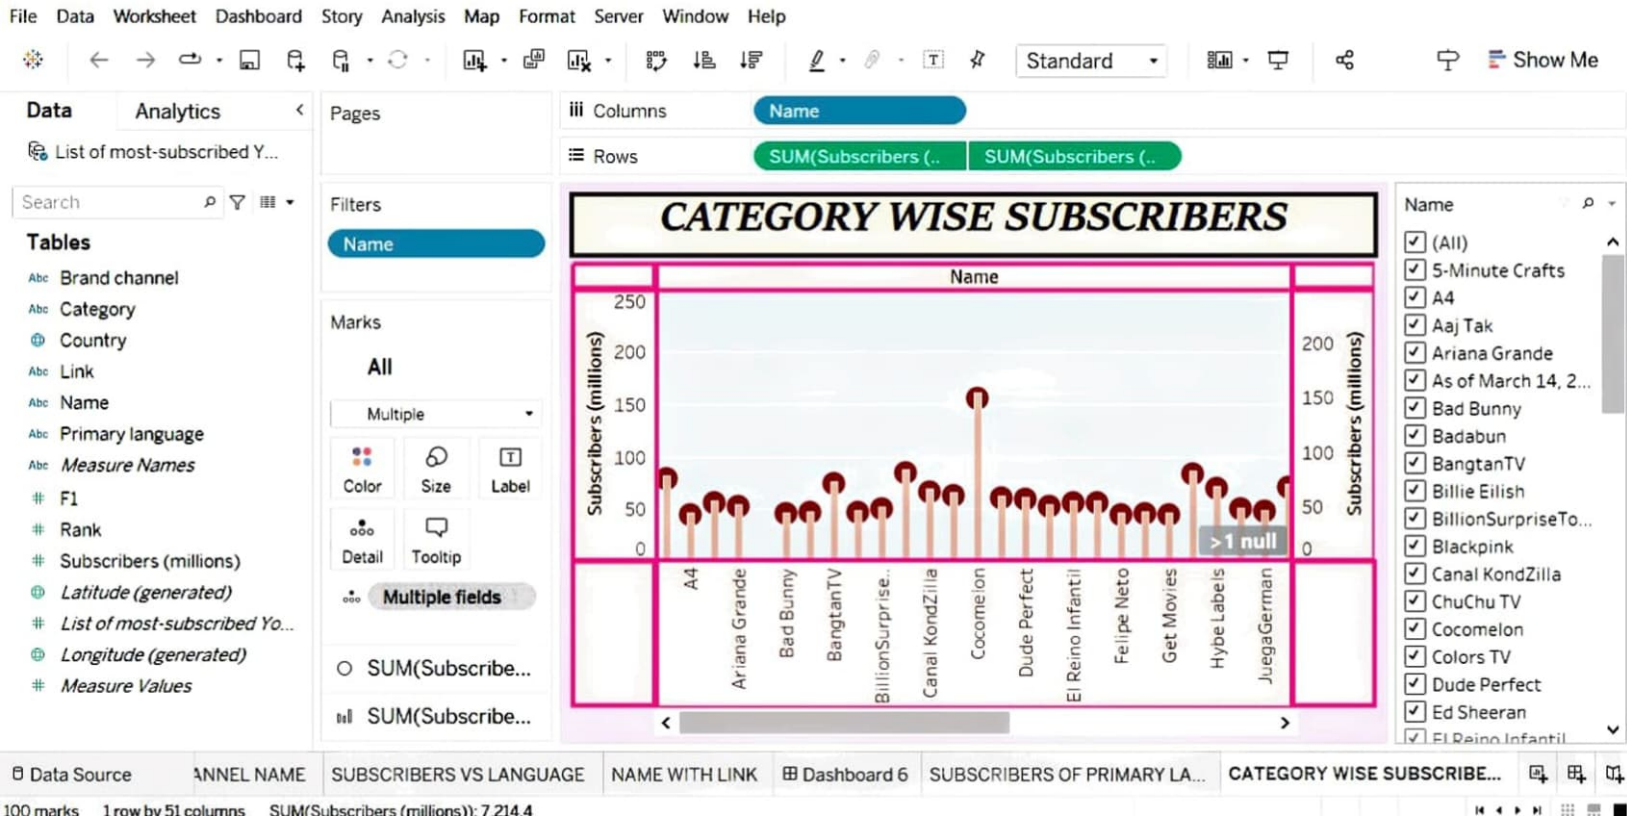 File Data Worksheet Dashboard Story Analysis Map Format Server Window Help
Standard
Show Me
Data Analytics
List of most-subscribed Y...
Search
Tables
Abc Brand channel
Abc Category
Country
Abc Link
Abc Name
Abc Primary language
Abc Measure Names
# F1
# Rank
# Subscribers (millions)
Latitude (generated)
# List of most-subscribed Yo...
Longitude (generated)
# Measure Values
Pages
Filters
Name
Marks
All
Multiple
Color Size Label
Detail Tooltip
Multiple fields
SUM(Subscribe...
SUM(Subscribe...
Columns Name
Rows SUM(Subscribers (.. SUM(Subscribers (..
CATEGORY WISE SUBSCRIBERS
Name
Subscribers (millions)
250
200
150
100
50
0
>1 null
200
150
100
50
0
Subscribers (millions)
A4
Ariana Grande
Bad Bunny
BangtanTV
BillionSurprise..
Canal KondZilla
Cocomelon
Dude Perfect
El Reino Infantil
Felipe Neto
Get Movies
Hybe Labels
JuegaGerman
Name
(All)
5-Minute Crafts
A4
Aaj Tak
Ariana Grande
As of March 14, 2...
Bad Bunny
Badabun
BangtanTV
Billie Eilish
BillionSurpriseTo...
Blackpink
Canal KondZilla
ChuChu TV
Cocomelon
Colors TV
Dude Perfect
Ed Sheeran
El Reino Infantil
Data Source ANNEL NAME SUBSCRIBERS VS LANGUAGE NAME WITH LINK Dashboard 6 SUBSCRIBERS OF PRIMARY LA... CATEGORY WISE SUBSCRIBE...
100 marks 1 row by 51 columns SUM(Subscribers (millions)): 7,214.4